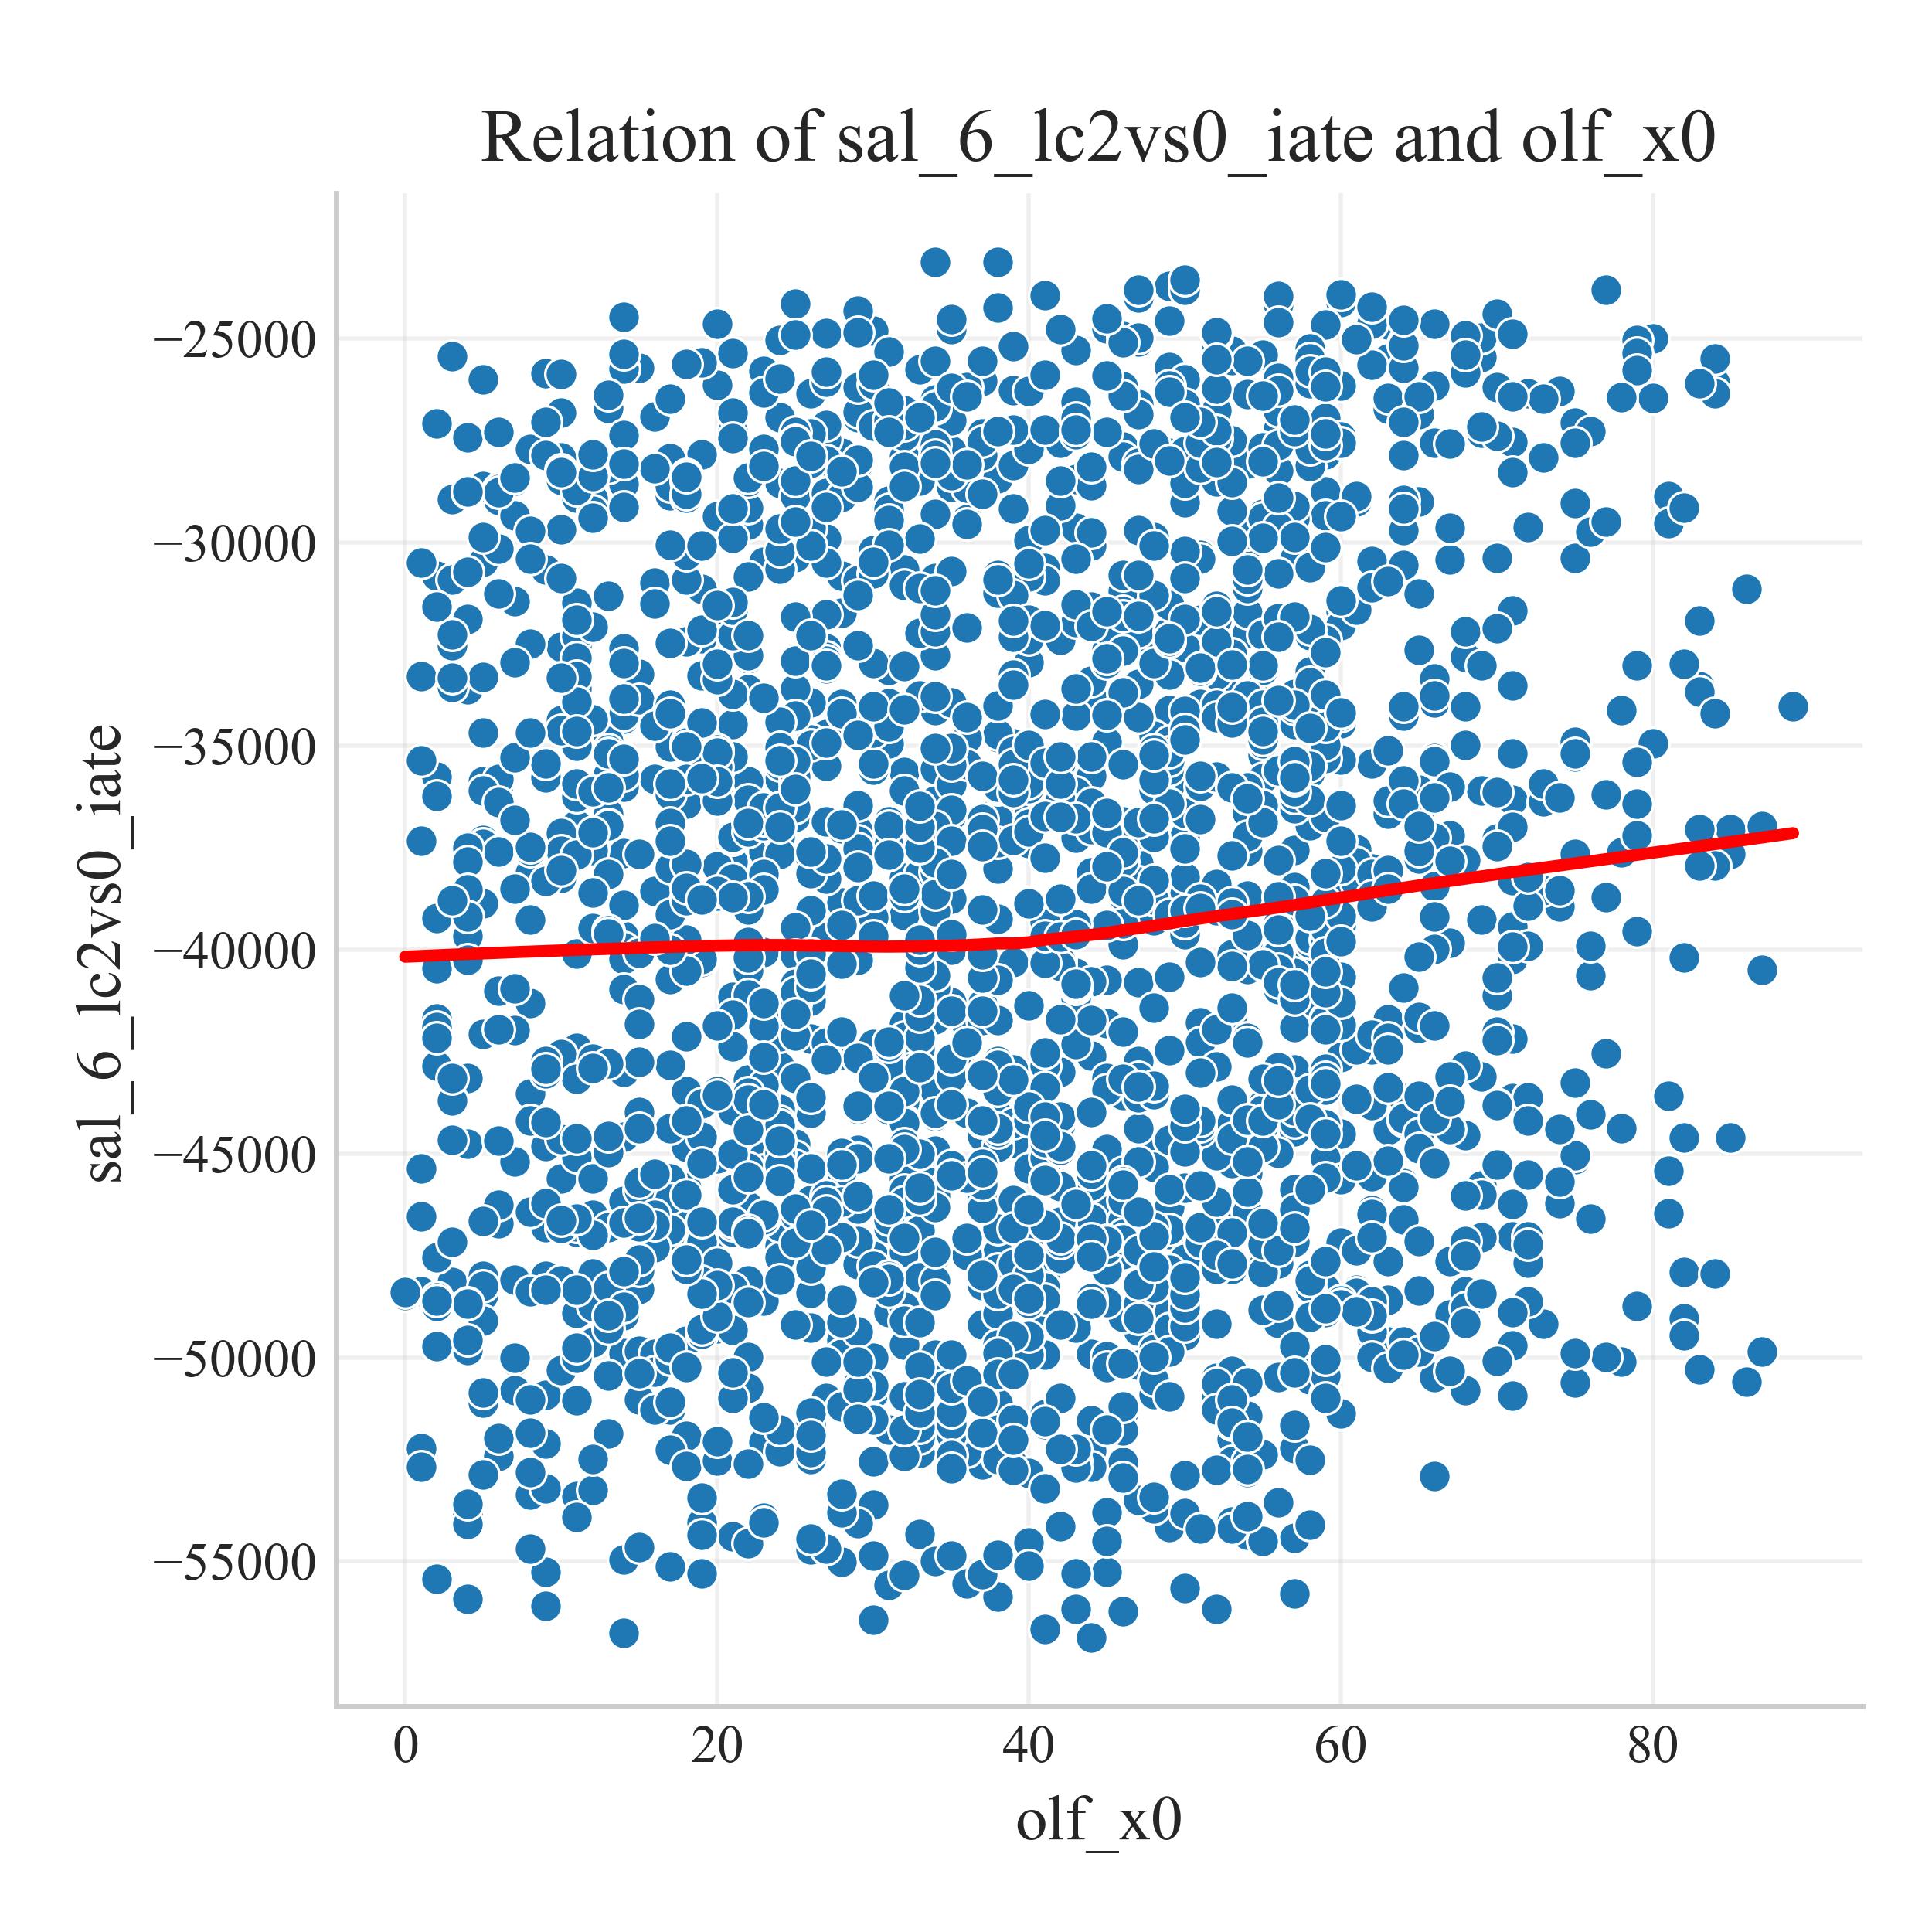 Relation of sal_6_lc2vs0_iate and olf_x0
sal_6_lc2vs0_iate
−25000
−30000
−35000
−40000
−45000
−50000
−55000
0 20 40 60 80
olf_x0